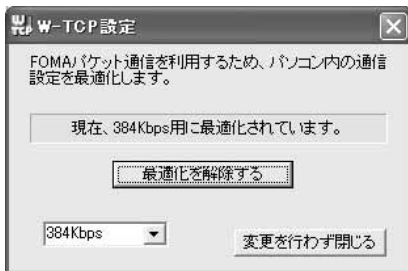 W-TCP設定
FOMAパケット通信を利用するため、パソコン内の通信
設定を最適化します。
現在、384Kbps用に最適化されています。
最適化を解除する
384Kbps
変更を行わず閉じる